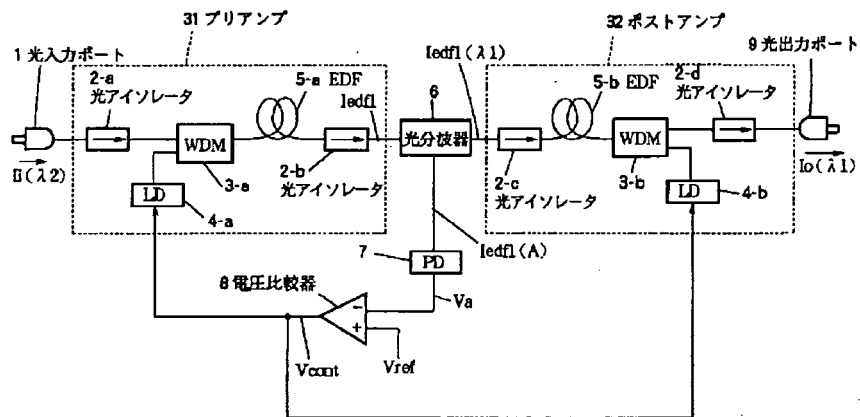 31 プリアンプ
1 光入力ポート
2-a
光アイソレータ
5-a EDF
Iedf1
WDM
3-a
2-b
光アイソレータ
LD
4-a
Ii(λ2)
6
光分波器
Iedf1(λ1)
32 ポストアンプ
9 光出力ポート
2-d
光アイソレータ
5-b EDF
WDM
3-b
2-c
光アイソレータ
LD
4-b
Io(λ1)
7
PD
Iedf1(A)
Va
8 電圧比較器
-
+
Vcont
Vref